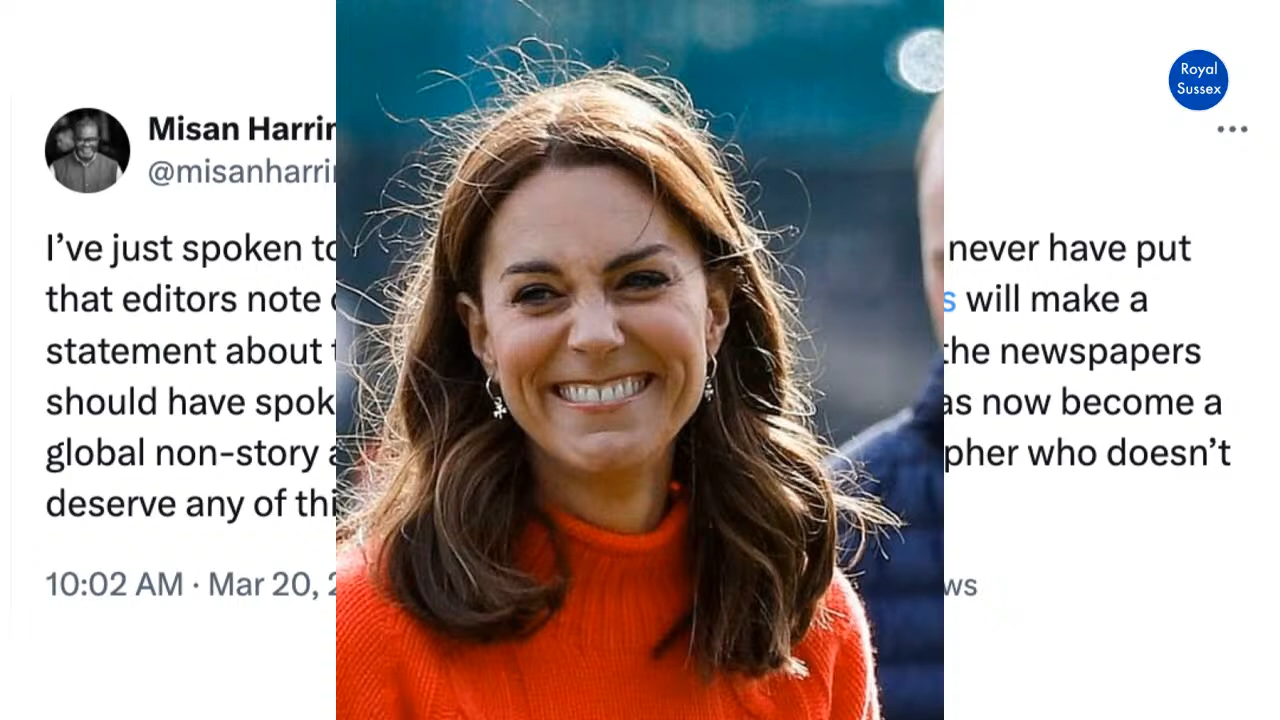 Royal
Sussex
Misan Harrin
@misanharrin
I’ve just spoken to never have put
that editors note s will make a
statement about the newspapers
should have spok as now become a
global non-story a pher who doesn’t
deserve any of thi
10:02 AM · Mar 20, 2 ws